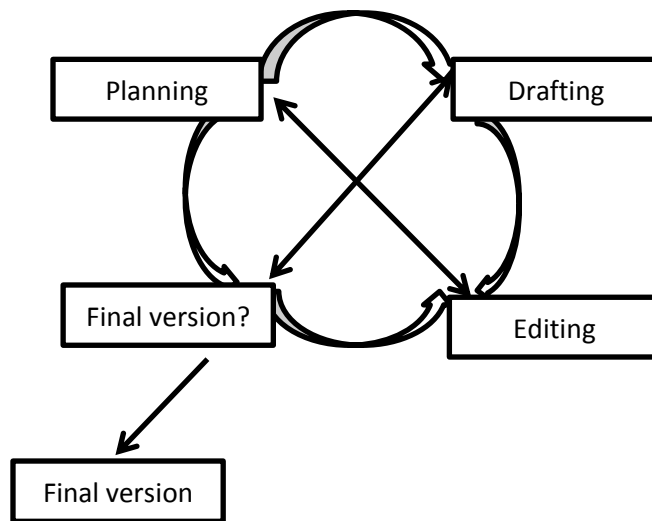 Planning
Drafting
Final version?
Editing
Final version